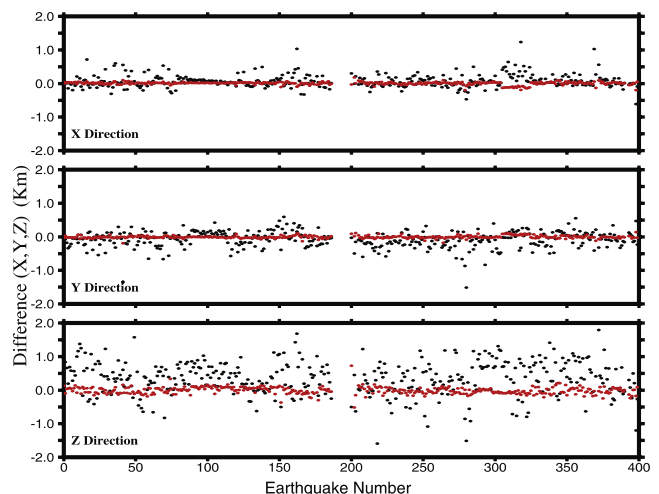 2.0
1.0
0.0
-1.0
-2.0
X Direction
2.0
1.0
0.0
-1.0
-2.0
Y Direction
Difference (X,Y,Z) (Km)
2.0
1.0
0.0
-1.0
-2.0
Z Direction
0 50 100 150 200 250 300 350 400
Earthquake Number